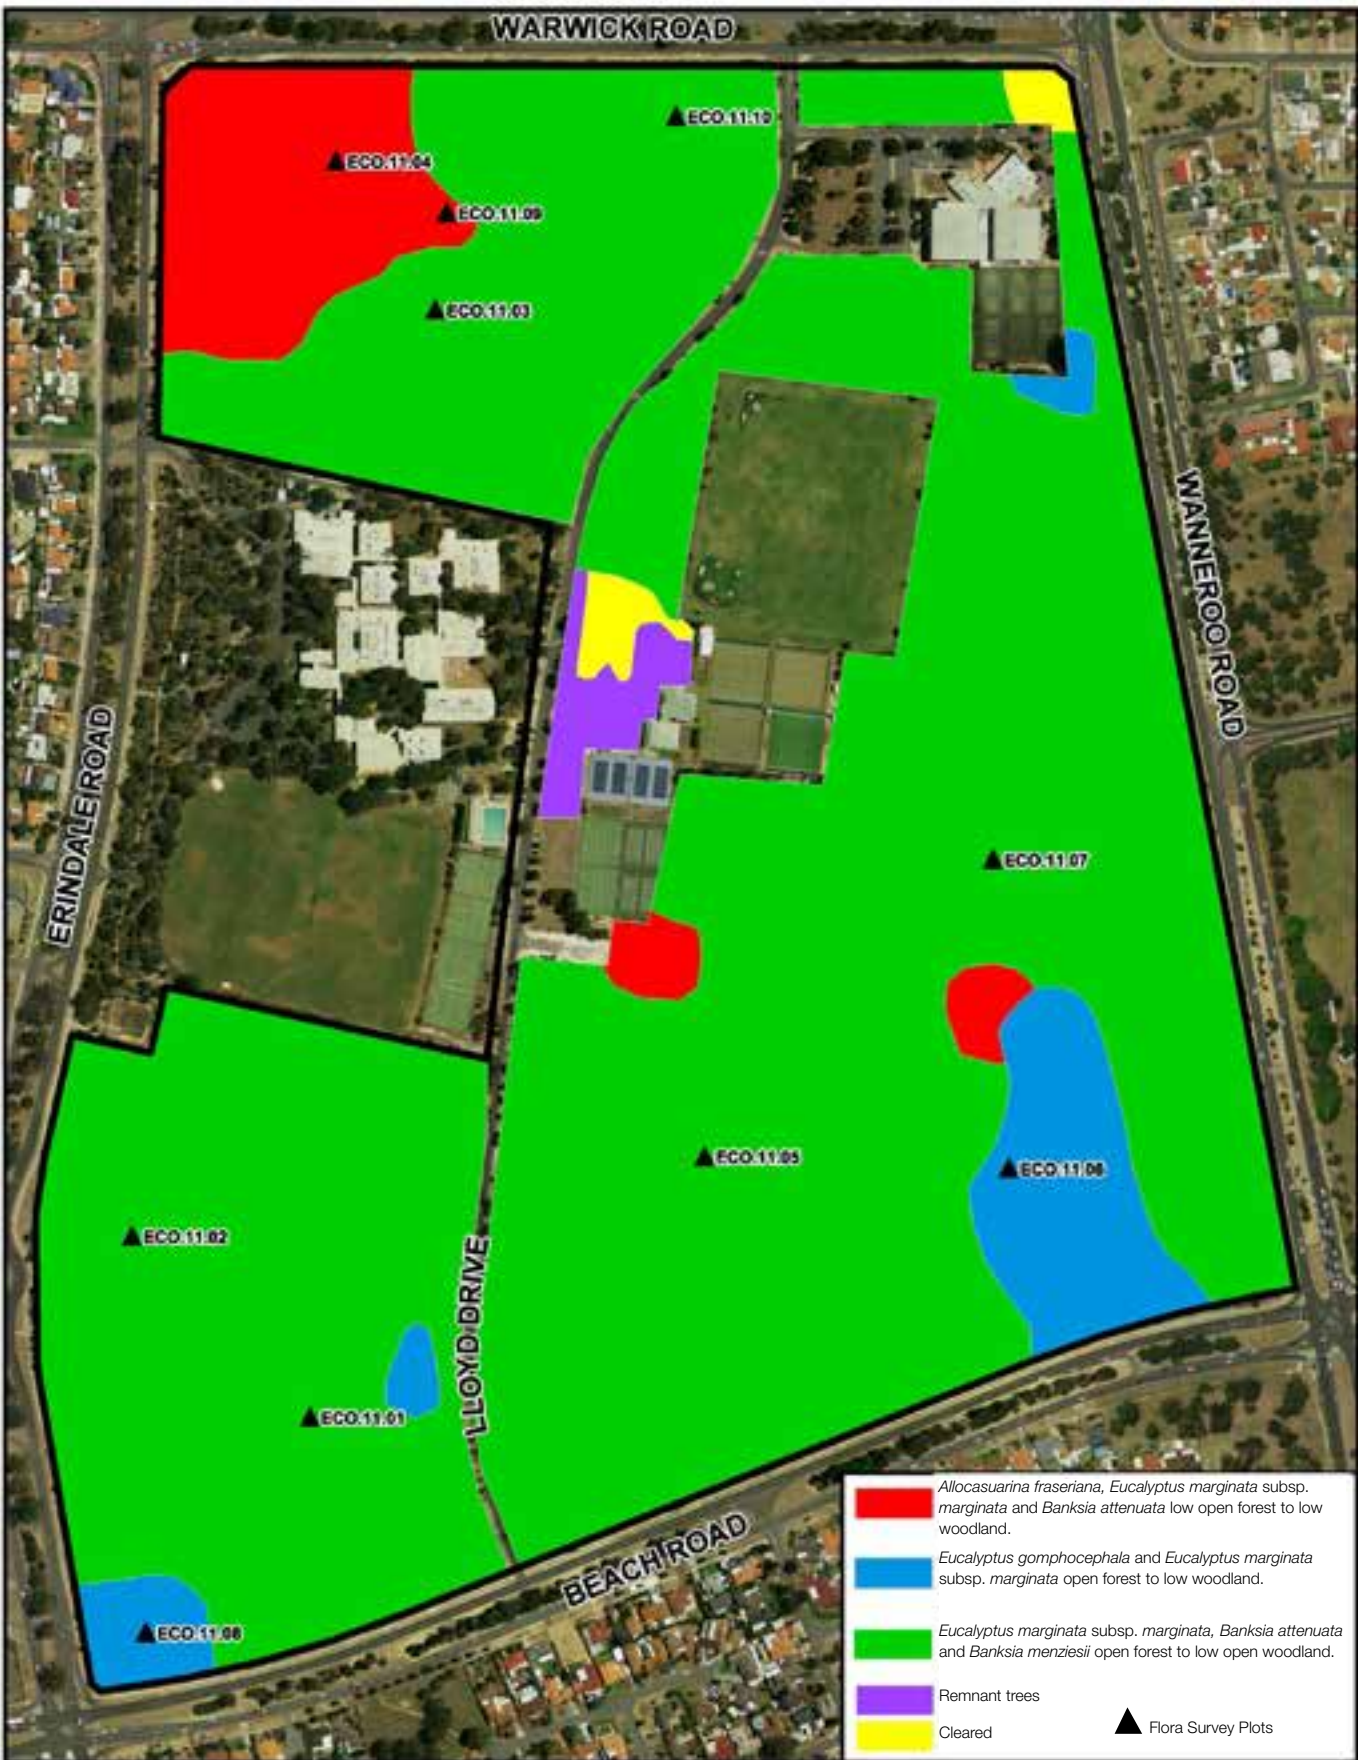 WARWICK ROAD
ECO.11.10
ECO.11.04
ECO.11.09
ECO.11.03
WANNEROO ROAD
ERINDALE ROAD
ECO.11.07
ECO.11.05
ECO.11.06
ECO.11.02
LLOYD DRIVE
ECO.11.01
BEACH ROAD
ECO.11.08
Allocasuarina fraseriana, Eucalyptus marginata subsp.
marginata and Banksia attenuata low open forest to low
woodland.
Eucalyptus gomphocephala and Eucalyptus marginata
subsp. marginata open forest to low woodland.
Eucalyptus marginata subsp. marginata, Banksia attenuata
and Banksia menziesii open forest to low open woodland.
Remnant trees
Cleared
Flora Survey Plots